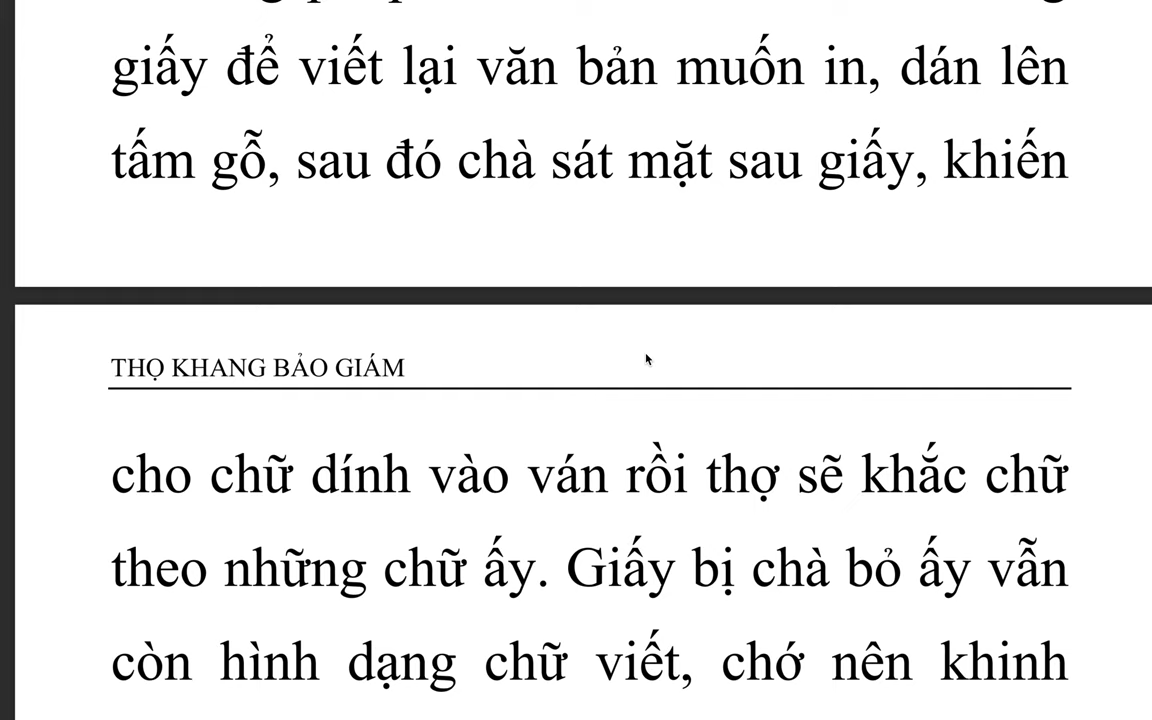 giấy để viết lại văn bản muốn in, dán lên
tấm gỗ, sau đó chà sát mặt sau giấy, khiến
THỌ KHANG BẢO GIÁM
cho chữ dính vào ván rồi thợ sẽ khắc chữ
theo những chữ ấy. Giấy bị chà bỏ ấy vẫn
còn hình dạng chữ viết, chớ nên khinh